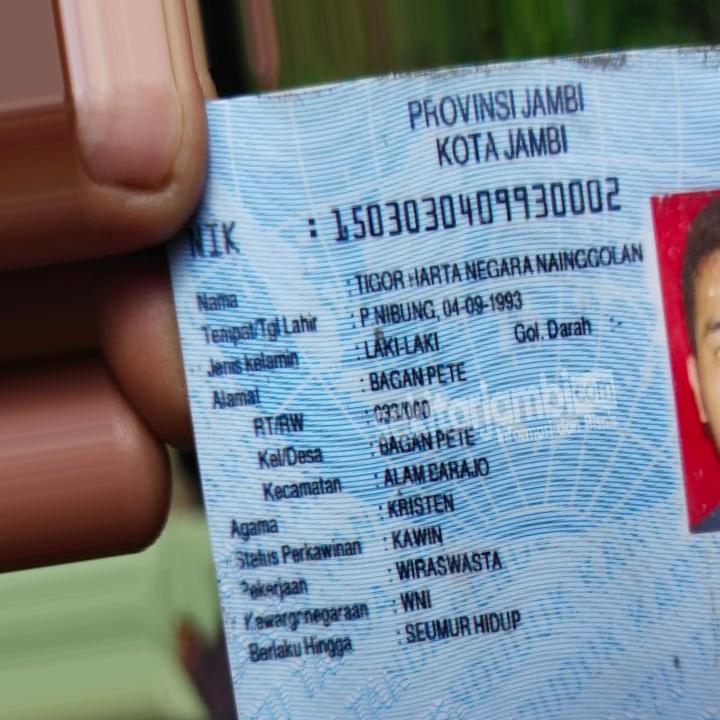 PROVINSI JAMBI
KOTA JAMBI
NIK : 1503030409930002
Nama : TIGOR HARTA NEGARA NAINGGOLAN
Tempat/Tgl Lahir : P NIBUNG, 04-09-1993
Jenis kelamin : LAKI-LAKI Gol. Darah : -
Alamat : BAGAN PETE
RT/RW : 033/000
Kel/Desa : BAGAN PETE
Kecamatan : ALAM BARAJO
Agama : KRISTEN
Status Perkawinan : KAWIN
Pekerjaan : WIRASWASTA
Kewarganegaraan : WNI
Berlaku Hingga : SEUMUR HIDUP